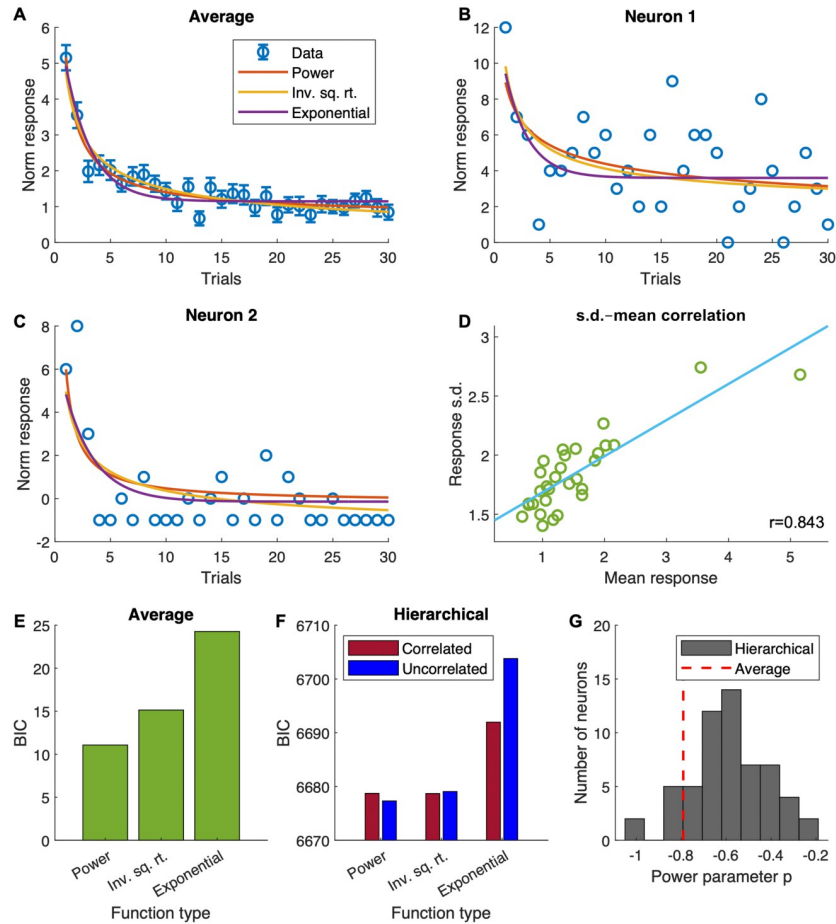 A
Average
6
5
4
3
2
1
0
Norm response
0 5 10 15 20 25 30
Trials
Data
Power
Inv. sq. rt.
Exponential
B
Neuron 1
12
10
8
6
4
2
0
Norm response
0 5 10 15 20 25 30
Trials
C
Neuron 2
8
6
4
2
0
-2
Norm response
0 5 10 15 20 25 30
Trials
D
s.d.–mean correlation
3
2.5
2
1.5
Response s.d.
1 2 3 4 5
Mean response
r=0.843
E
Average
25
20
15
10
5
0
BIC
Power Inv. sq. rt. Exponential
Function type
F
Hierarchical
6710
6700
6690
6680
6670
BIC
Correlated
Uncorrelated
Power Inv. sq. rt. Exponential
Function type
G
20
15
10
5
0
Number of neurons
Hierarchical
Average
-1 -0.8 -0.6 -0.4 -0.2
Power parameter p